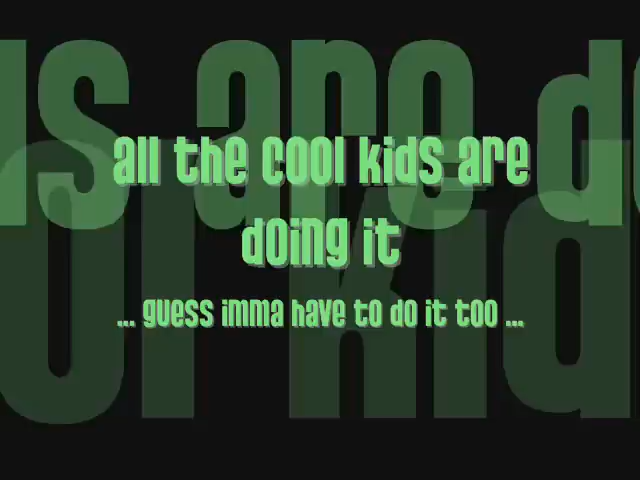 all the cool kids are
doing it
... guess imma have to do it too ...